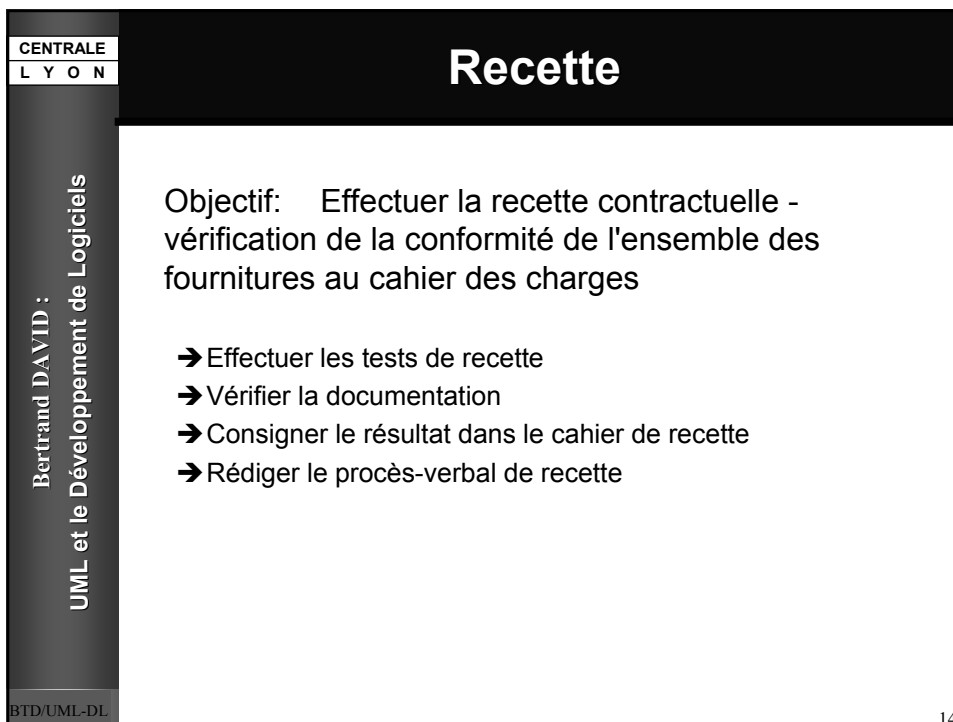 CENTRALE
L Y O N
Recette
Bertrand DAVID :
UML et le Développement de Logiciels
Objectif: Effectuer la recette contractuelle -
vérification de la conformité de l'ensemble des
fournitures au cahier des charges
➔ Effectuer les tests de recette
➔ Vérifier la documentation
➔ Consigner le résultat dans le cahier de recette
➔ Rédiger le procès-verbal de recette
BTD/UML-DL
14